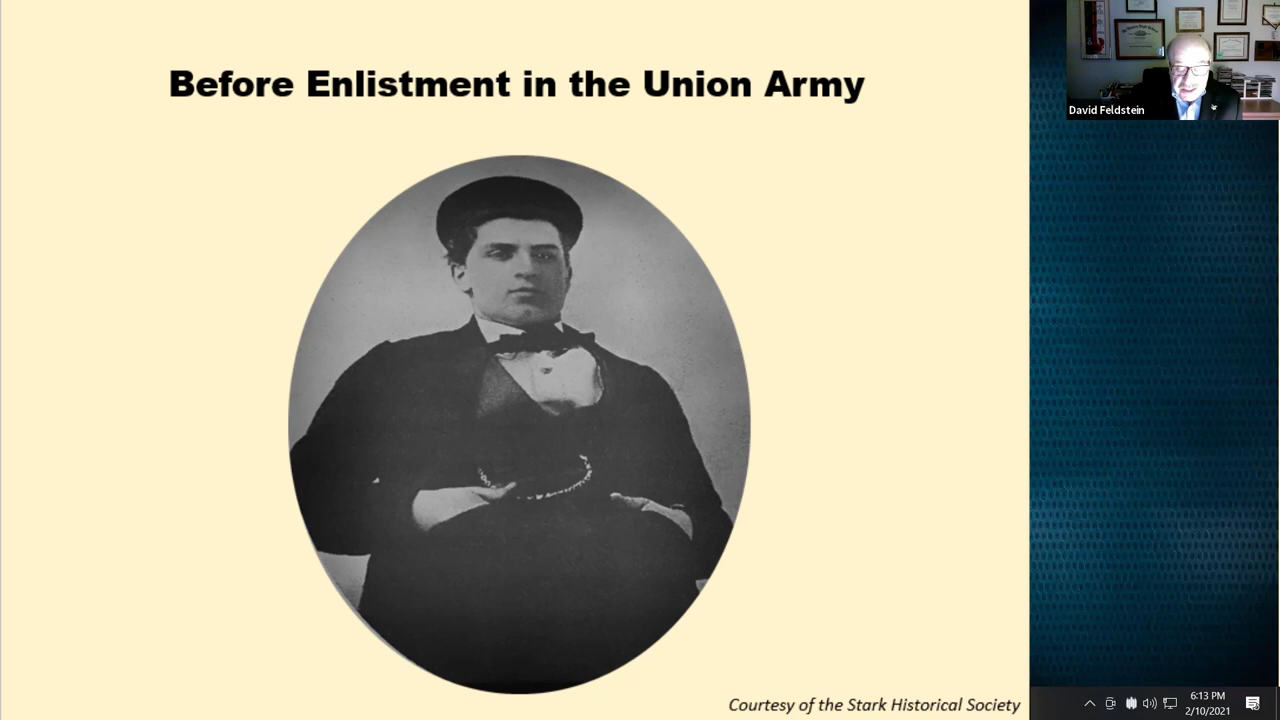 Before Enlistment in the Union Army
David Feldstein
Courtesy of the Stark Historical Society
6:13 PM
2/10/2021